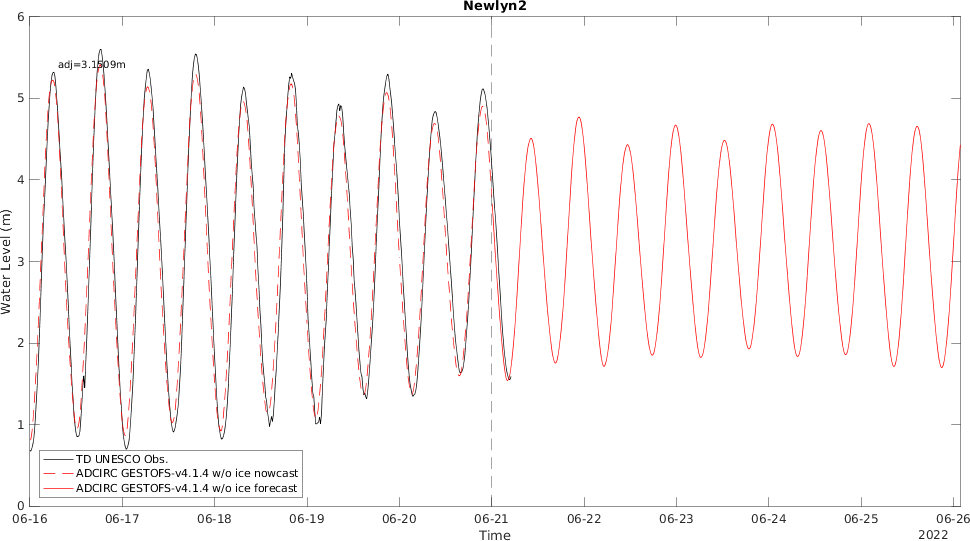 Newlyn2
adj=3.1509m
6
5
4
3
2
1
0
Water Level (m)
TD UNESCO Obs.
ADCIRC GESTOFS-v4.1.4 w/o ice nowcast
ADCIRC GESTOFS-v4.1.4 w/o ice forecast
06-16 06-17 06-18 06-19 06-20 06-21 06-22 06-23 06-24 06-25 06-26
Time
2022